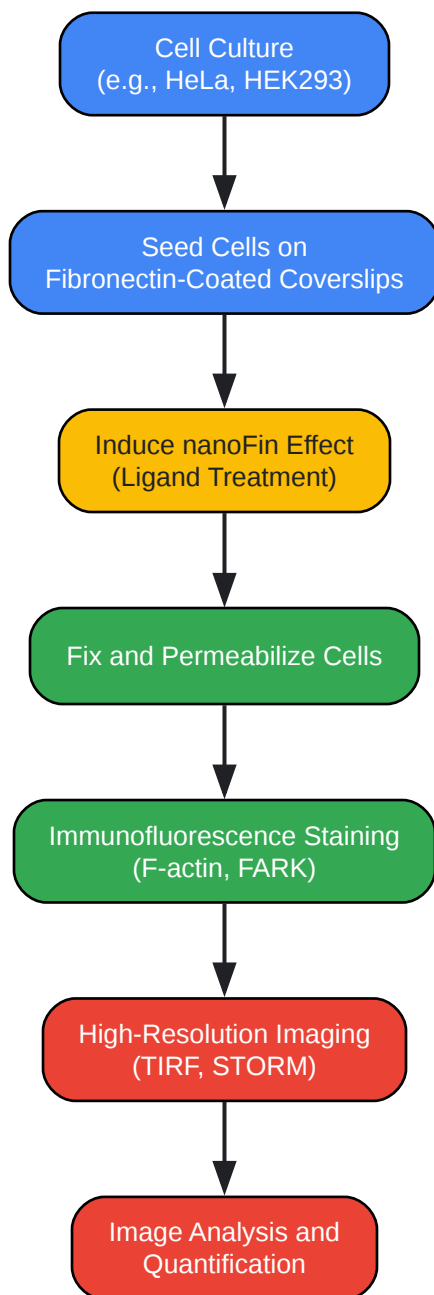 Cell Culture
(e.g., HeLa, HEK293)
Seed Cells on
Fibronectin-Coated Coverslips
Induce nanoFin Effect
(Ligand Treatment)
Fix and Permeabilize Cells
Immunofluorescence Staining
(F-actin, FARK)
High-Resolution Imaging
(TIRF, STORM)
Image Analysis and
Quantification